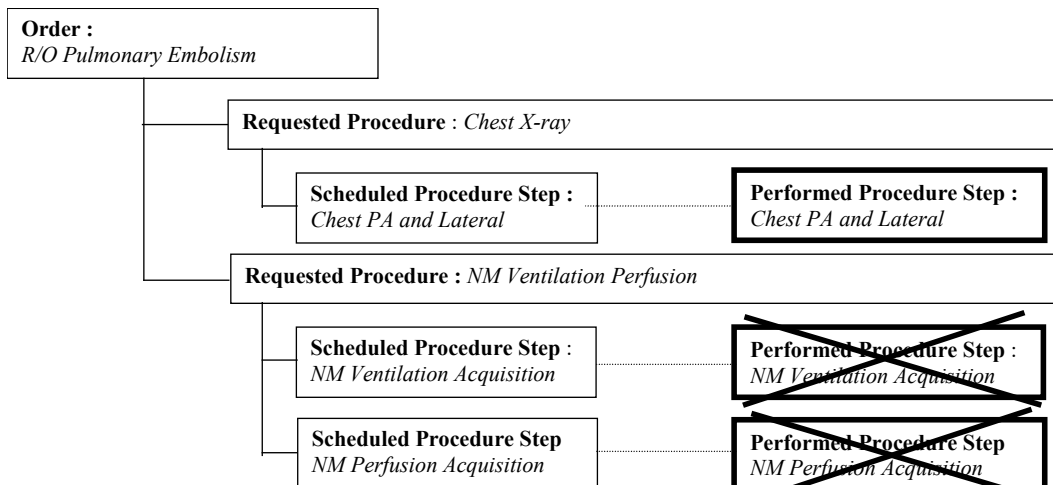 Order :
R/O Pulmonary Embolism
Requested Procedure : Chest X-ray
Scheduled Procedure Step :
Chest PA and Lateral
Performed Procedure Step :
Chest PA and Lateral
Requested Procedure : NM Ventilation Perfusion
Scheduled Procedure Step :
NM Ventilation Acquisition
Performed Procedure Step :
NM Ventilation Acquisition
Scheduled Procedure Step
NM Perfusion Acquisition
Performed Procedure Step
NM Perfusion Acquisition